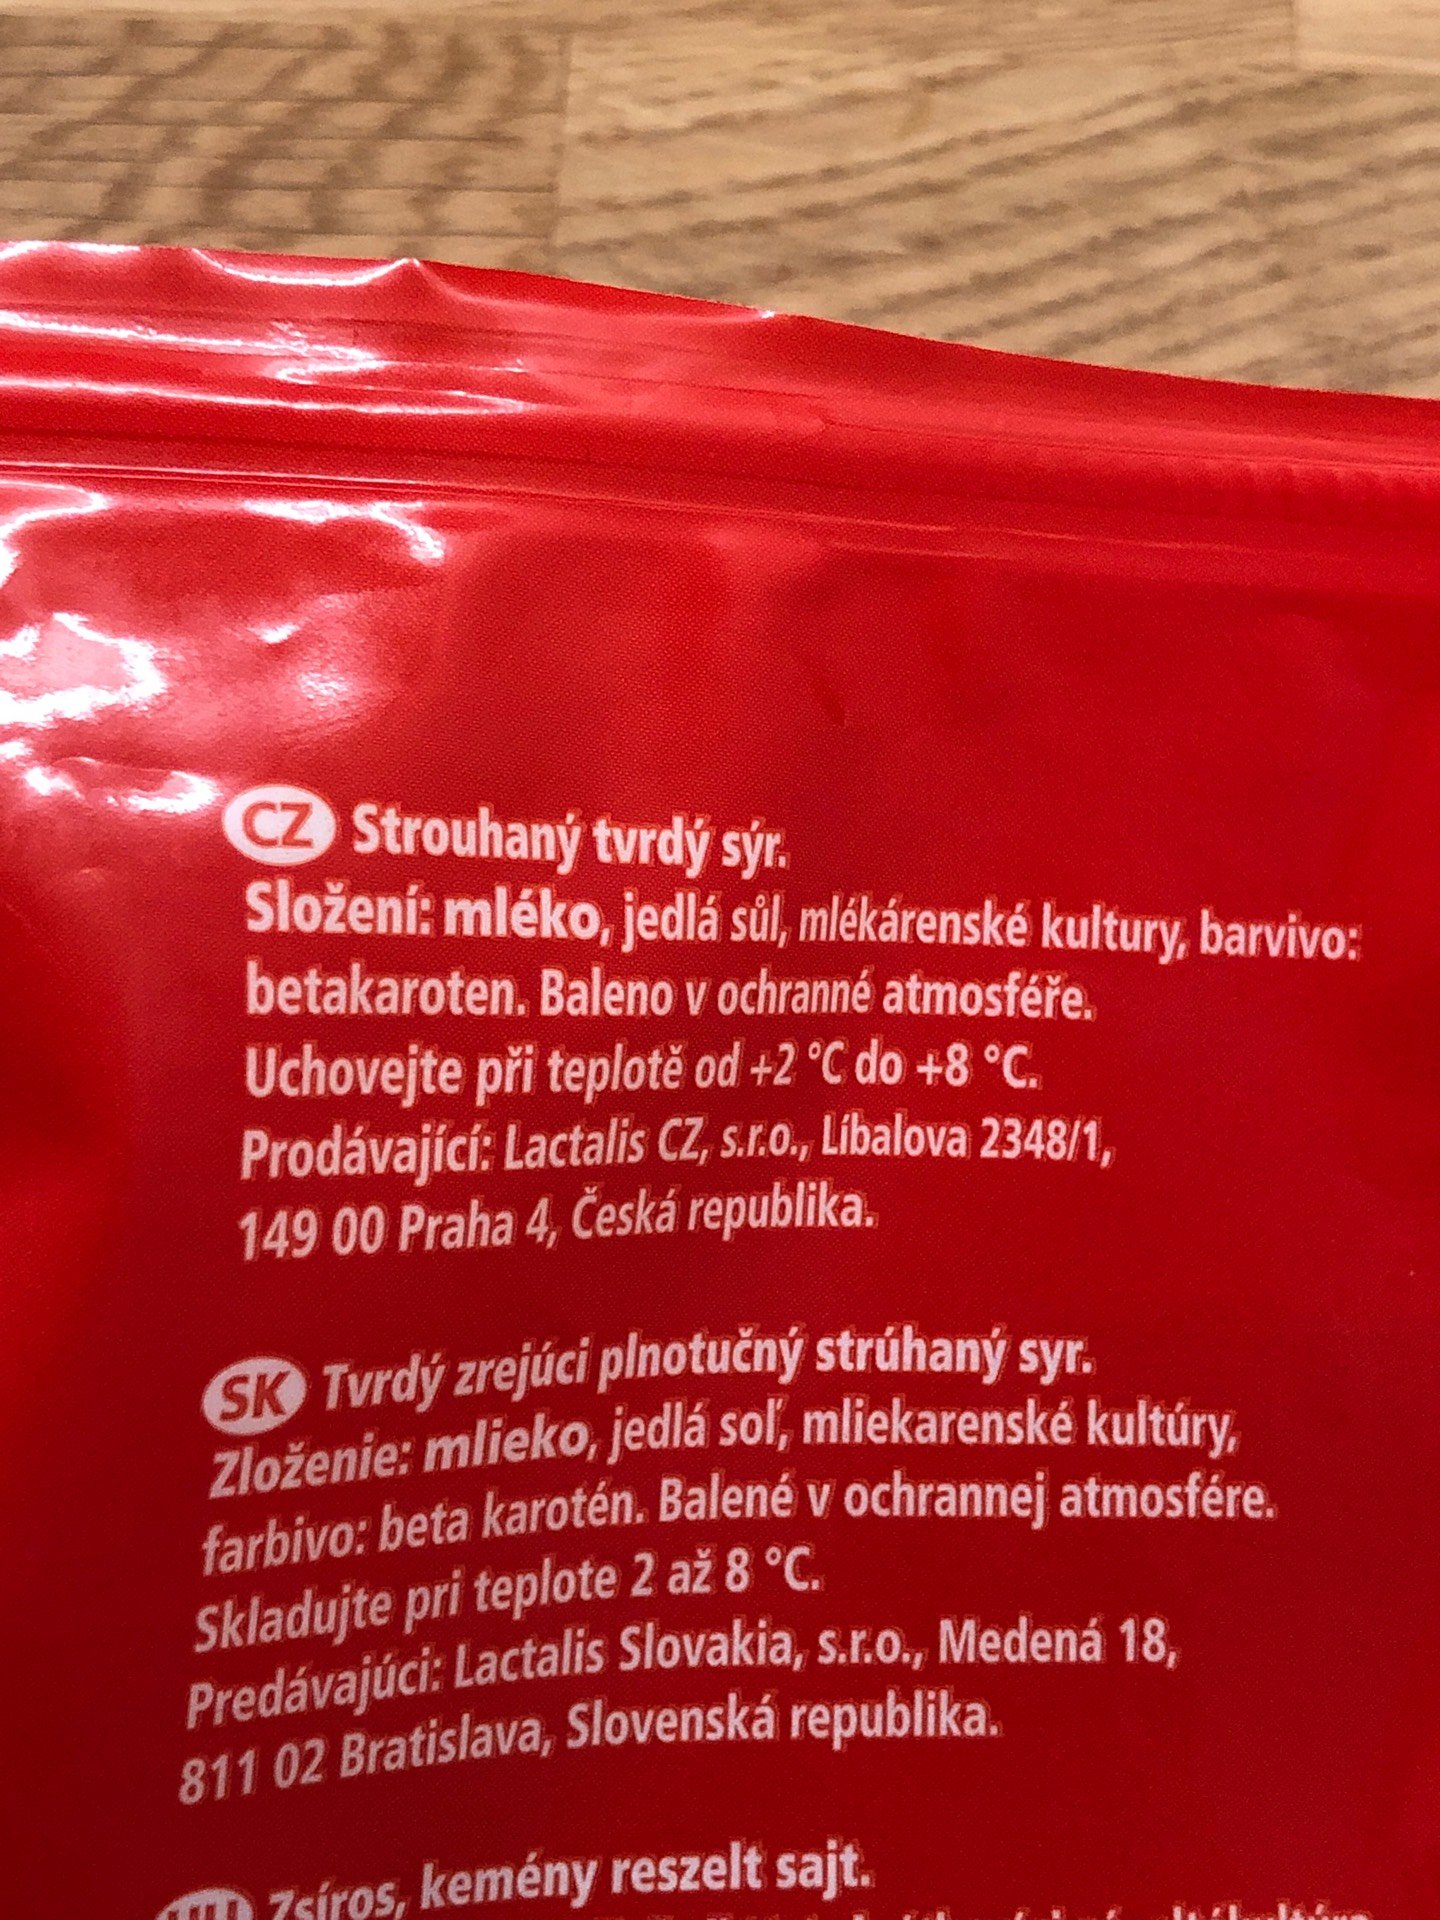 CZ Strouhaný tvrdý sýr.
Složení: mléko, jedlá sůl, mlékárenské kultury, barvivo:
betakaroten. Baleno v ochranné atmosféře.
Uchovejte při teplotě od +2 °C do +8 °C.
Prodávající: Lactalis CZ, s.r.o., Líbalova 2348/1,
149 00 Praha 4, Česká republika.
SK Tvrdý zrejúci plnotučný strúhaný syr.
Zloženie: mlieko, jedlá soľ, mliekarenské kultúry,
farbivo: beta karotén. Balené v ochrannej atmosfére.
Skladujte pri teplote 2 až 8 °C.
Predávajúci: Lactalis Slovakia, s.r.o., Medená 18,
811 02 Bratislava, Slovenská republika.
HU Zsíros, kemény reszelt sajt.